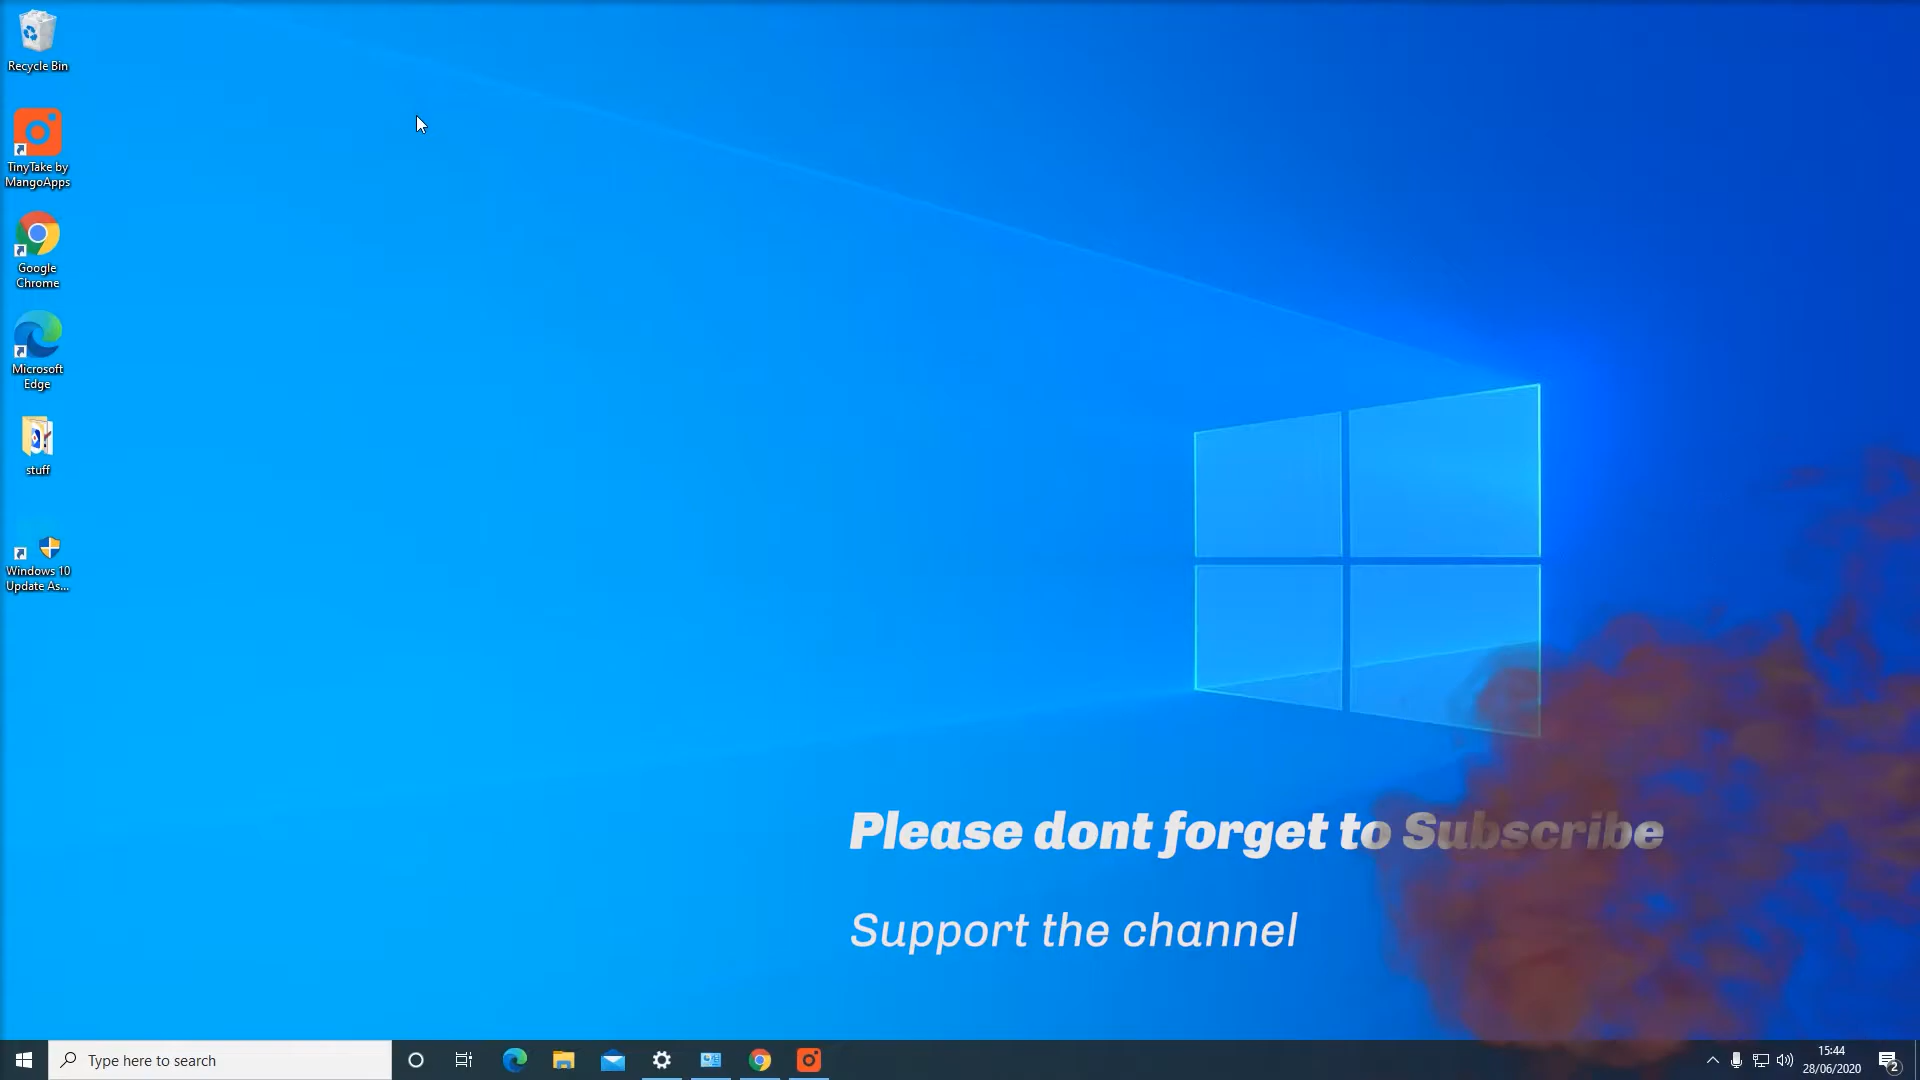 Recycle Bin
TinyTake by
MangoApps
Google
Chrome
Microsoft
Edge
stuff
Windows 10
Update As...
Please dont forget to Subscribe
Support the channel
Type here to search
15:44
28/06/2020
2